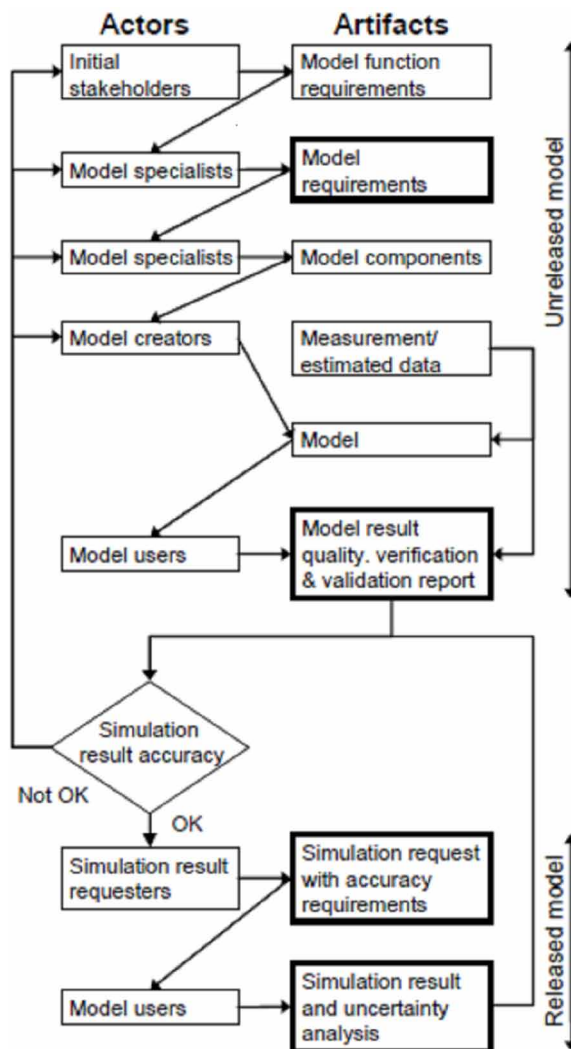 Actors
Artifacts
Initial
stakeholders
Model function
requirements
Model specialists
Model
requirements
Model specialists
Model components
Model creators
Measurement/
estimated data
Model
Model users
Model result
quality. verification
& validation report
Unreleased model
Simulation
result accuracy
Not OK
OK
Simulation result
requesters
Simulation request
with accuracy
requirements
Model users
Simulation result
and uncertainty
analysis
Released model